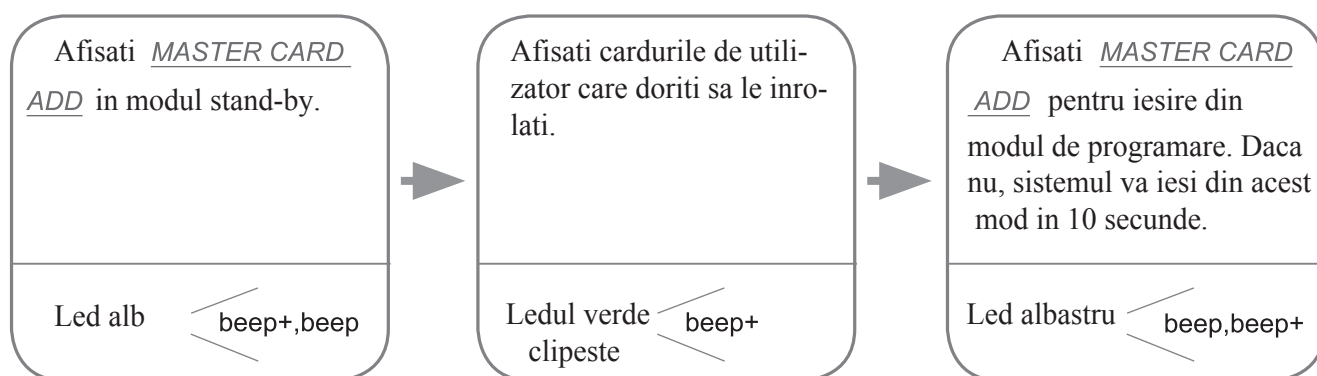 Afisati MASTER CARD
ADD in modul stand-by.
Led alb beep+,beep
Afisati cardurile de utili-
zator care doriti sa le inro-
lati.
Ledul verde beep+
clipeste
Afisati MASTER CARD
ADD pentru iesire din
modul de programare. Daca
nu, sistemul va iesi din acest
mod in 10 secunde.
Led albastru beep,beep+